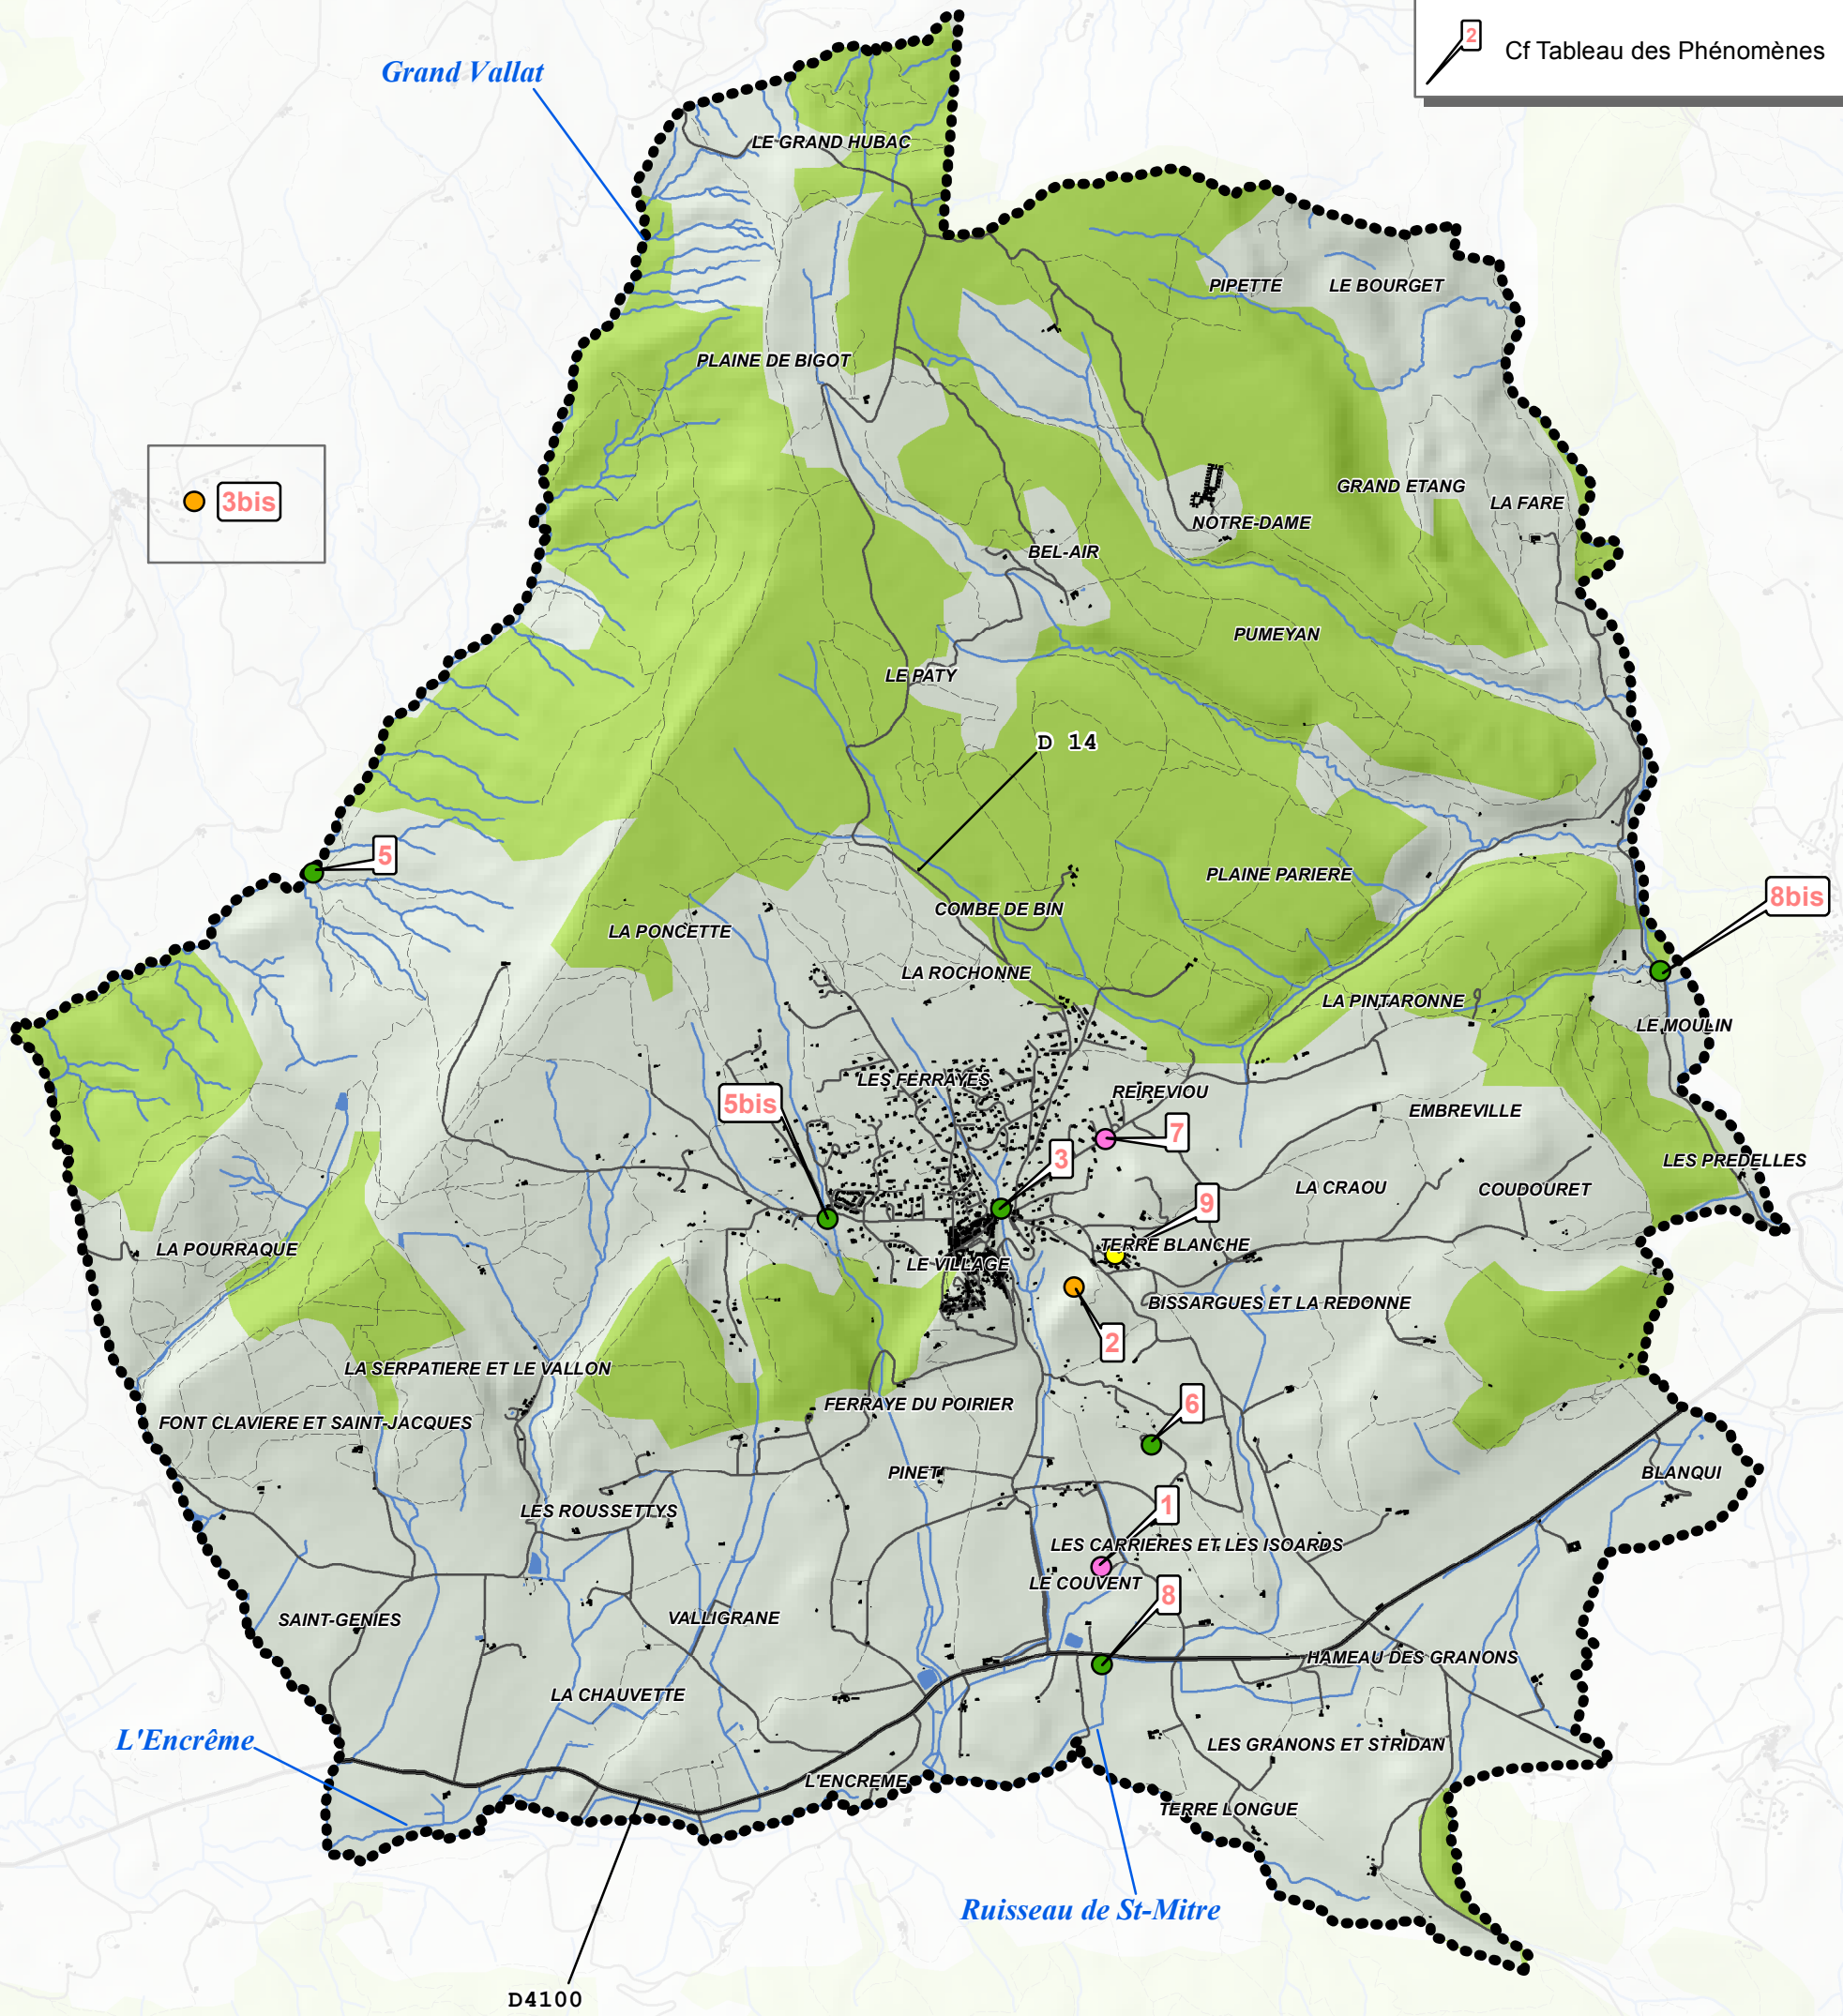 2
Cf Tableau des Phénomènes
Grand Vallat
LE GRAND HUBAC
PIPETTE
LE BOURGET
PLAINE DE BIGOT
3bis
GRAND ETANG
LA FARE
NOTRE-DAME
BEL-AIR
PUMEYAN
LE PATY
D 14
5
PLAINE PARIERE
8bis
COMBE DE BIN
LA PONCETTE
LA ROCHONNE
LA PINTARONNE
LE MOULIN
LES FERRAYES
REIREVIOU
5bis
EMBREVILLE
7
3
LES PREDELLES
LA CRAOU
COUDOURET
9
LA POURRAQUE
TERRE BLANCHE
LE VILLAGE
BISSARGUES ET LA REDONNE
2
LA SERPATIERE ET LE VALLON
FERRAYE DU POIRIER
6
FONT CLAVIERE ET SAINT-JACQUES
PINET
BLANQUI
1
LES ROUSSETTYS
LES CARRIERES ET LES ISOARDS
LE COUVENT
8
SAINT-GENIES
VALLIGRANE
HAMEAU DES GRANONS
LA CHAUVETTE
L'Encrême
LES GRANONS ET STRIDAN
L'ENCREME
TERRE LONGUE
Ruisseau de St-Mitre
D4100